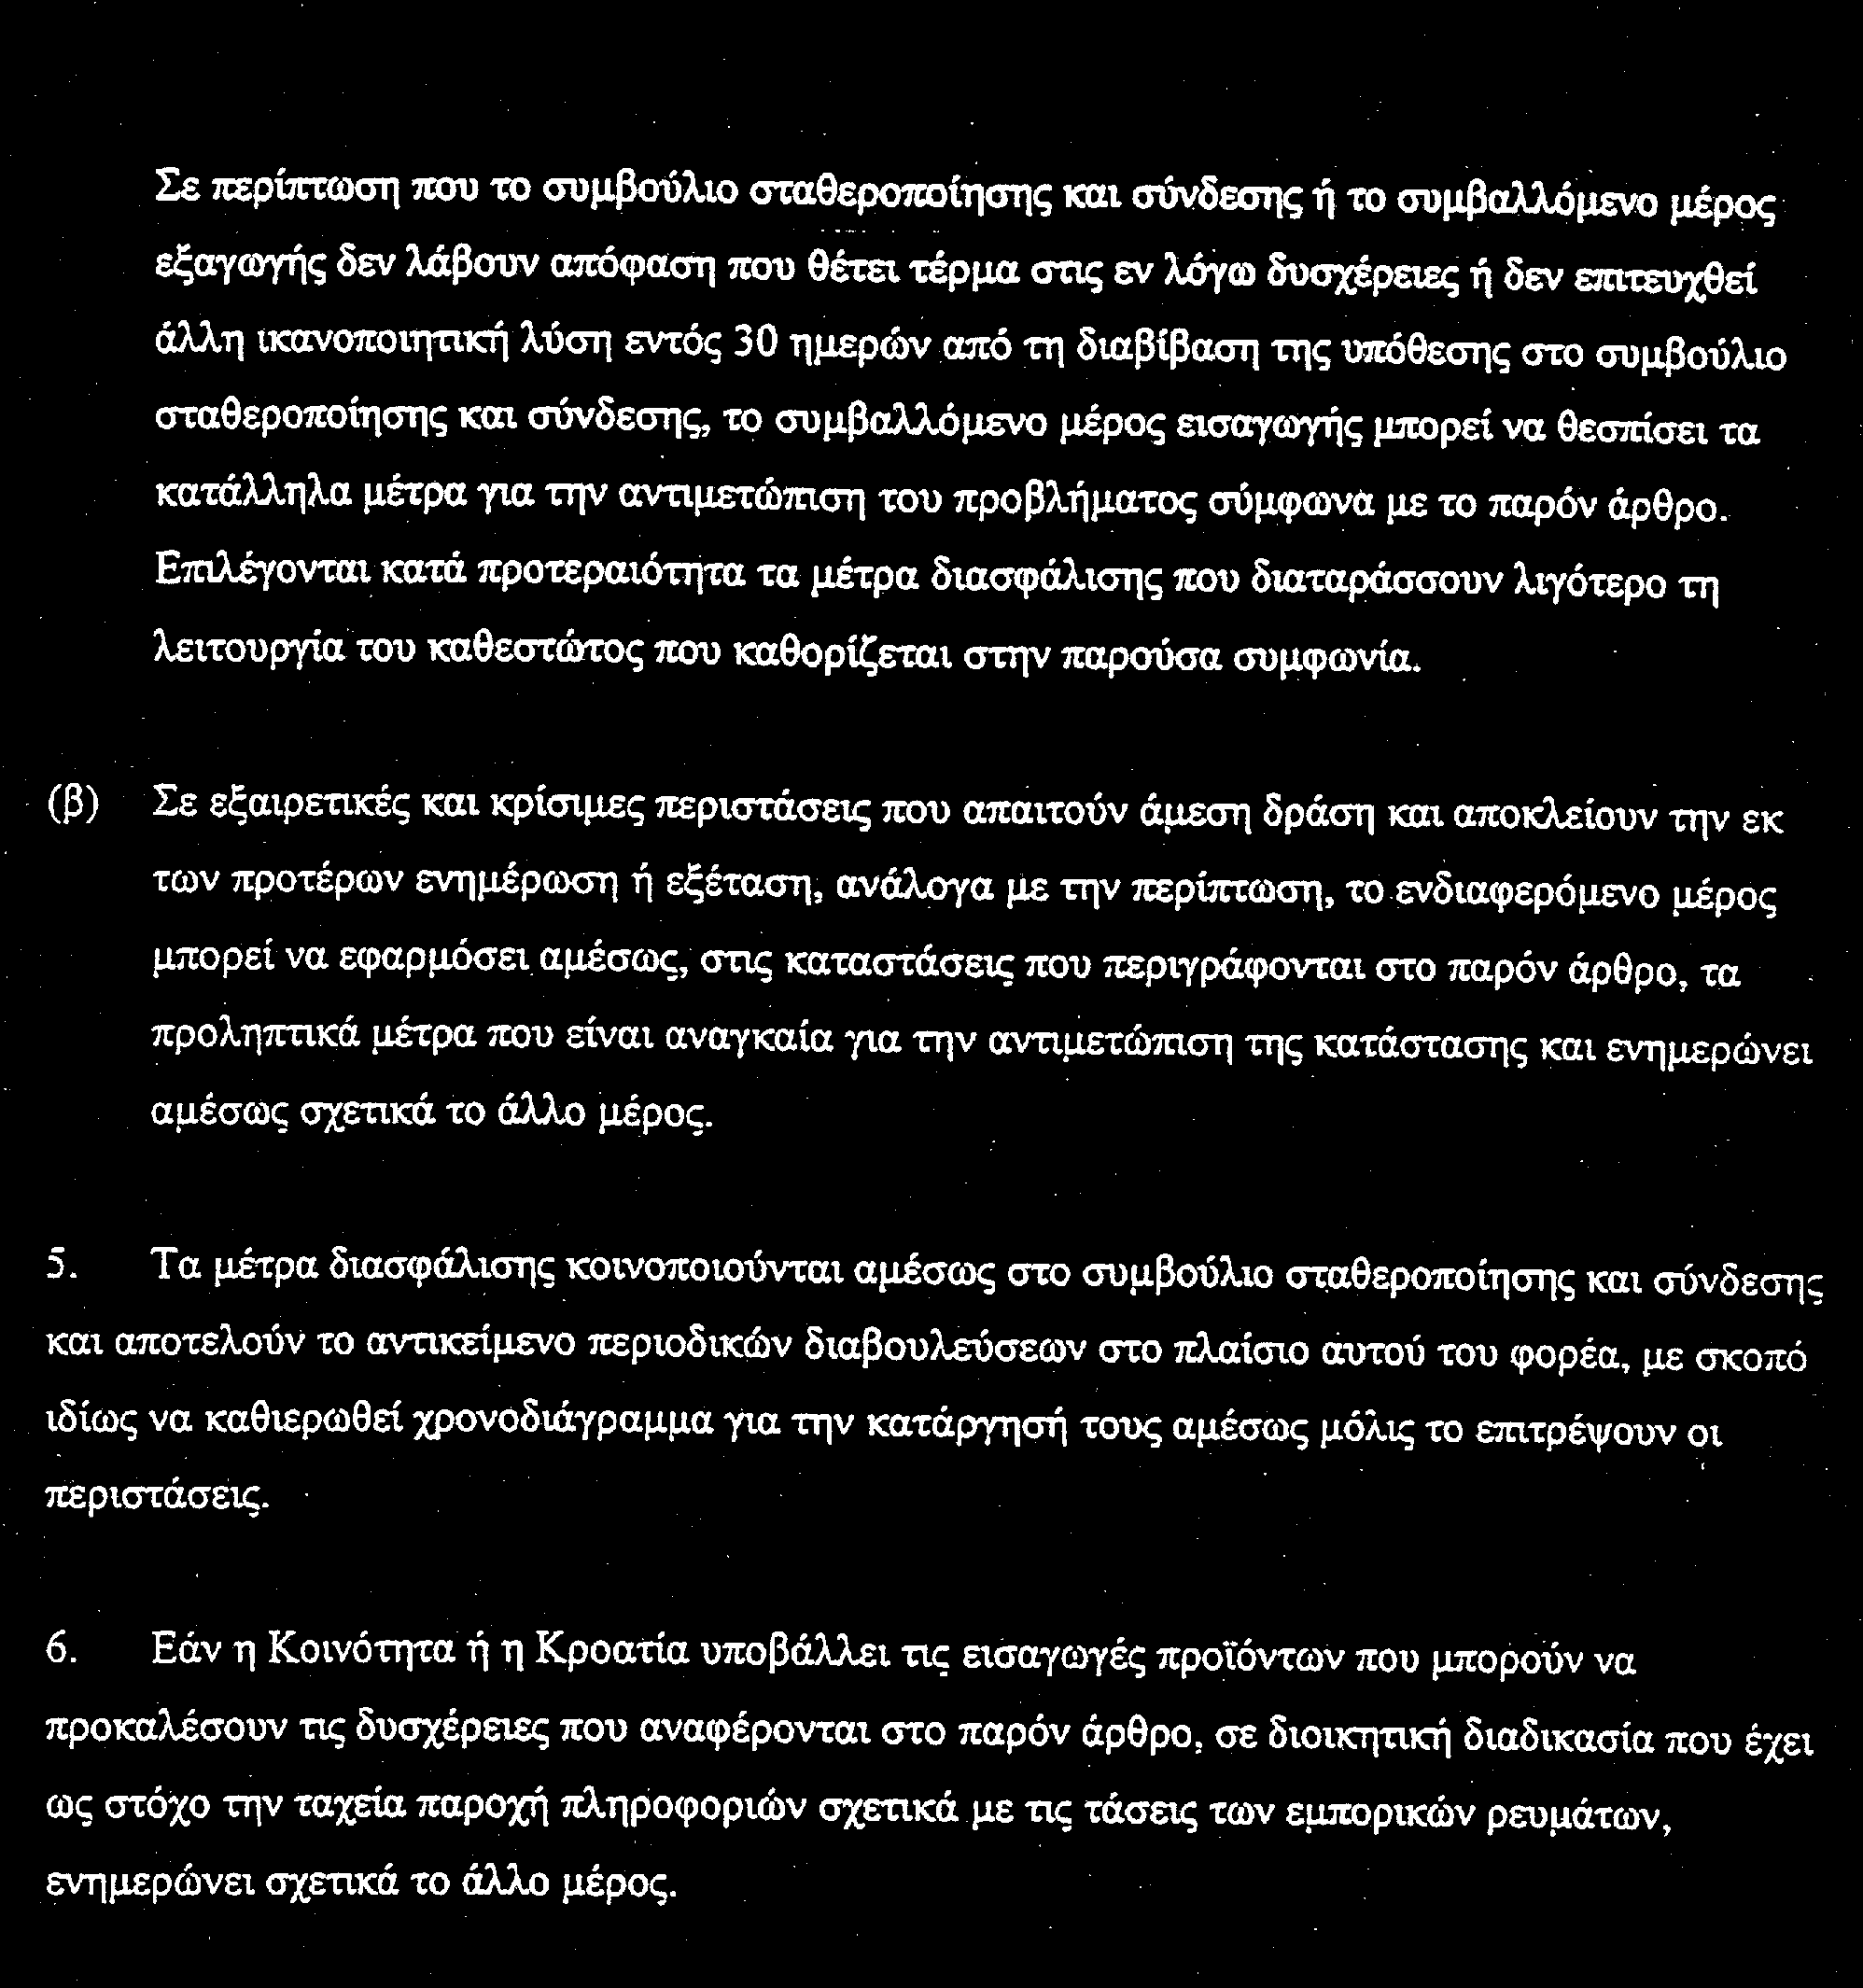 Σε περίπτωση που το συμβούλιο σταθεροποίησης και σύνδεσης ή το συμβαλλόμενο μέρος
εξαγωγής δεν λάβουν απόφαση που θέτει τέρμα στις εν λόγω δυσχέρειες ή δεν επιτευχθεί
άλλη ικανοποιητική λύση εντός 30 ημερών από τη διαβίβαση της υπόθεσης στο συμβούλιο
σταθεροποίησης και σύνδεσης, το συμβαλλόμενο μέρος εισαγωγής μπορεί να θεσπίσει τα
κατάλληλα μέτρα για την αντιμετώπιση του προβλήματος σύμφωνα με το παρόν άρθρο.
Επιλέγονται κατά προτεραιότητα τα μέτρα διασφάλισης που διαταράσσουν λιγότερο τη
λειτουργία του καθεστώτος που καθορίζεται στην παρούσα συμφωνία.
(β) Σε εξαιρετικές και κρίσιμες περιστάσεις που απαιτούν άμεση δράση και αποκλείουν την εκ
των προτέρων ενημέρωση ή εξέταση, ανάλογα με την περίπτωση, το ενδιαφερόμενο μέρος
μπορεί να εφαρμόσει αμέσως, στις καταστάσεις που περιγράφονται στο παρόν άρθρο, τα
προληπτικά μέτρα που είναι αναγκαία για την αντιμετώπιση της κατάστασης και ενημερώνει
αμέσως σχετικά το άλλο μέρος.
5. Τα μέτρα διασφάλισης κοινοποιούνται αμέσως στο συμβούλιο σταθεροποίησης και σύνδεσης
και αποτελούν το αντικείμενο περιοδικών διαβουλεύσεων στο πλαίσιο αυτού του φορέα, με σκοπό
ιδίως να καθιερωθεί χρονοδιάγραμμα για την κατάργησή τους αμέσως μόλις το επιτρέψουν οι
περιστάσεις.
6. Εάν η Κοινότητα ή η Κροατία υποβάλλει τις εισαγωγές προϊόντων που μπορούν να
προκαλέσουν τις δυσχέρειες που αναφέρονται στο παρόν άρθρο, σε διοικητική διαδικασία που έχει
ως στόχο την ταχεία παροχή πληροφοριών σχετικά με τις τάσεις των εμπορικών ρευμάτων,
ενημερώνει σχετικά το άλλο μέρος.